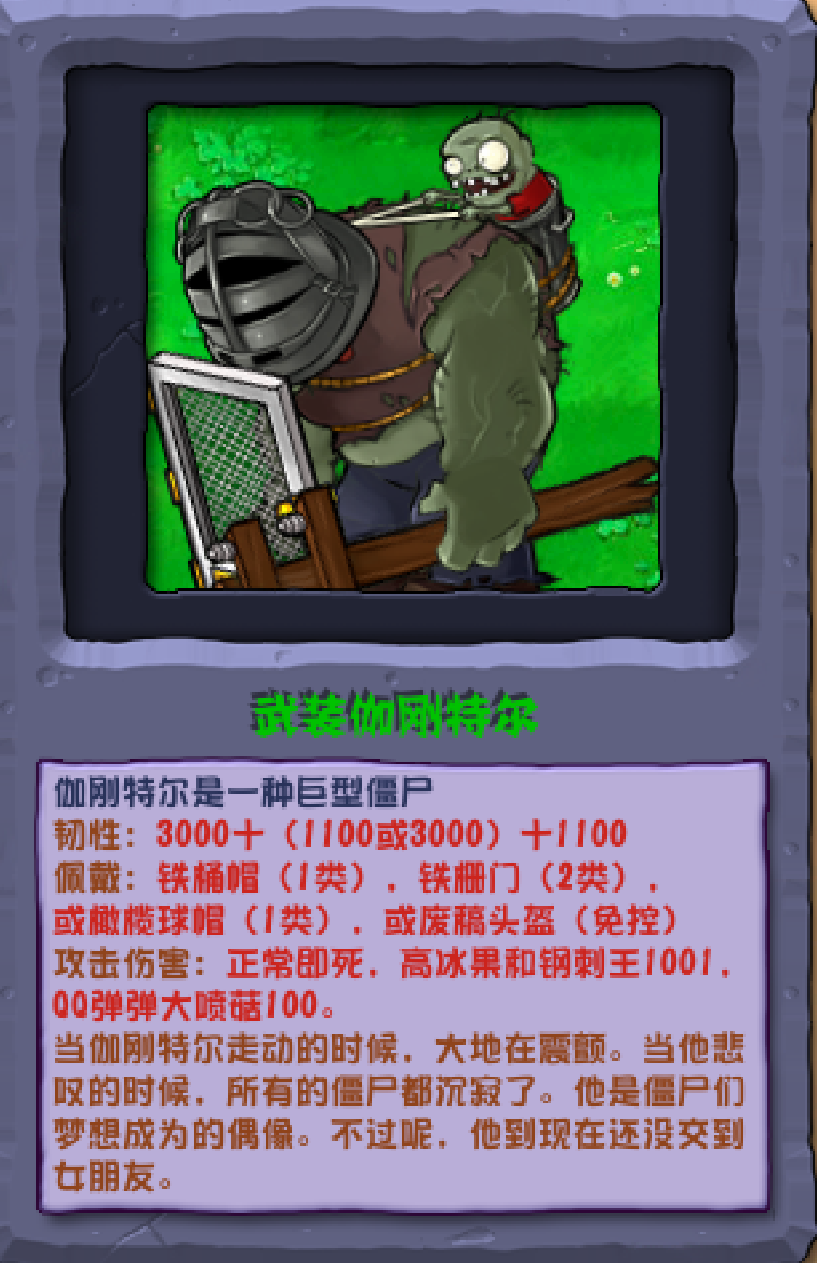 武装伽刚特尔
伽刚特尔是一种巨型僵尸
韧性：3000+（1100或3000）+1100
佩戴：铁桶帽（1类），铁栅门（2类），
或橄榄球帽（1类），或废稿头盔（免控）
攻击伤害：正常即死，高冰果和钢刺王1001，
QQ弹弹大喷菇100。
当伽刚特尔走动的时候，大地在震颤。当他悲
叹的时候，所有的僵尸都沉寂了。他是僵尸们
梦想成为的偶像。不过呢，他到现在还没交到
女朋友。